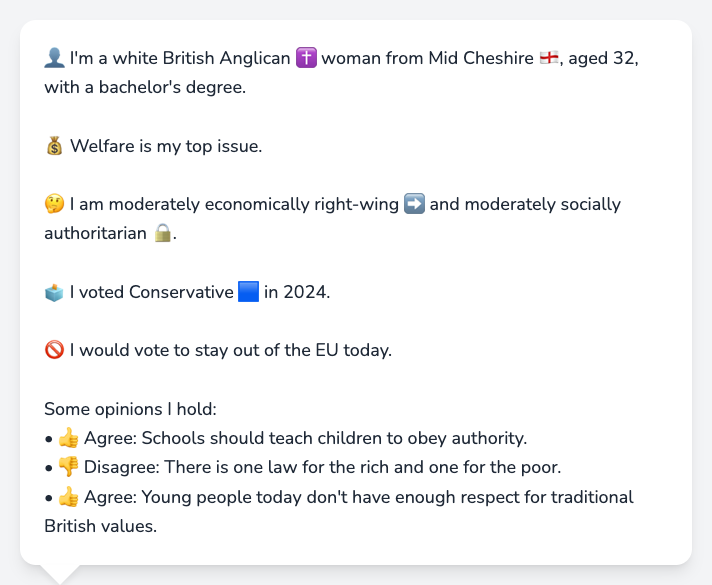 👤 I'm a white British Anglican ✝️ woman from Mid Cheshire 🏴󠁧󠁢󠁥󠁮󠁧󠁿, aged 32,
with a bachelor's degree.
💰 Welfare is my top issue.
🤔 I am moderately economically right-wing ➡️ and moderately socially
authoritarian 🔒.
🗳️ I voted Conservative 🟦 in 2024.
🚫 I would vote to stay out of the EU today.
Some opinions I hold:
• 👍 Agree: Schools should teach children to obey authority.
• 👎 Disagree: There is one law for the rich and one for the poor.
• 👍 Agree: Young people today don't have enough respect for traditional
British values.